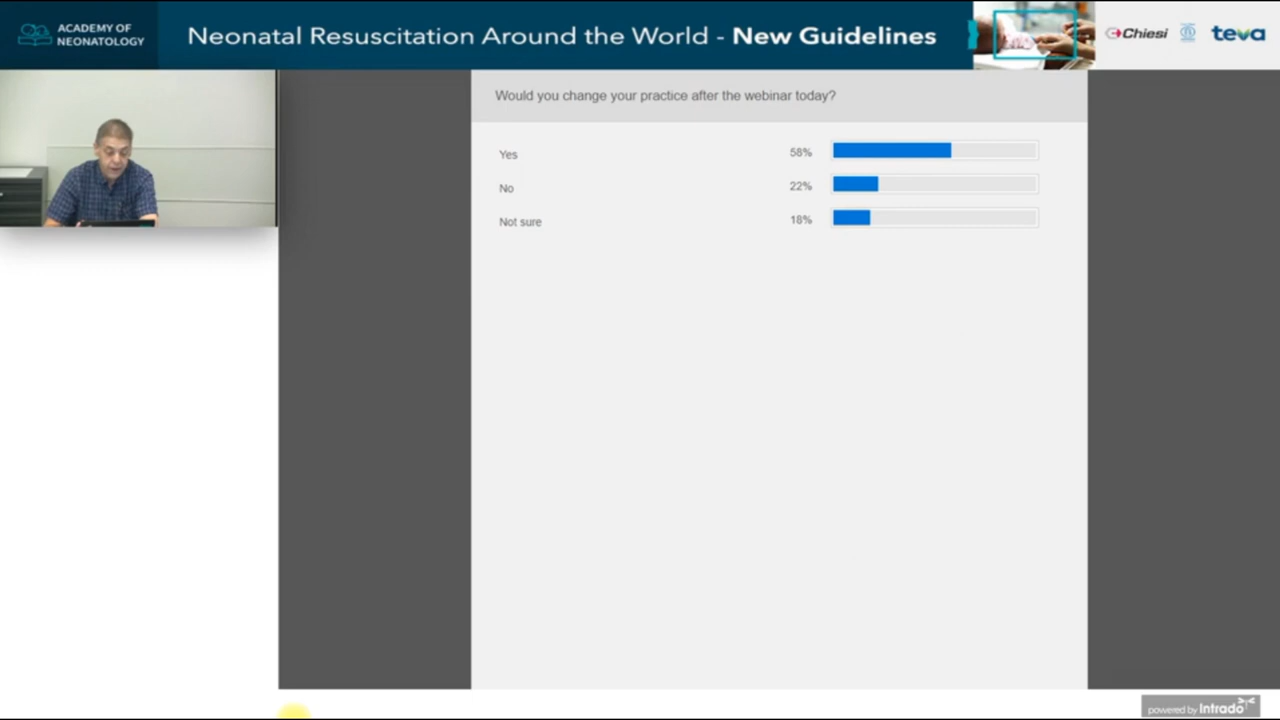 ACADEMY OF
NEONATOLOGY
Neonatal Resuscitation Around the World - New Guidelines
Chiesi
teva
Would you change your practice after the webinar today?
Yes 58%
No 22%
Not sure 18%
powered by Intrado